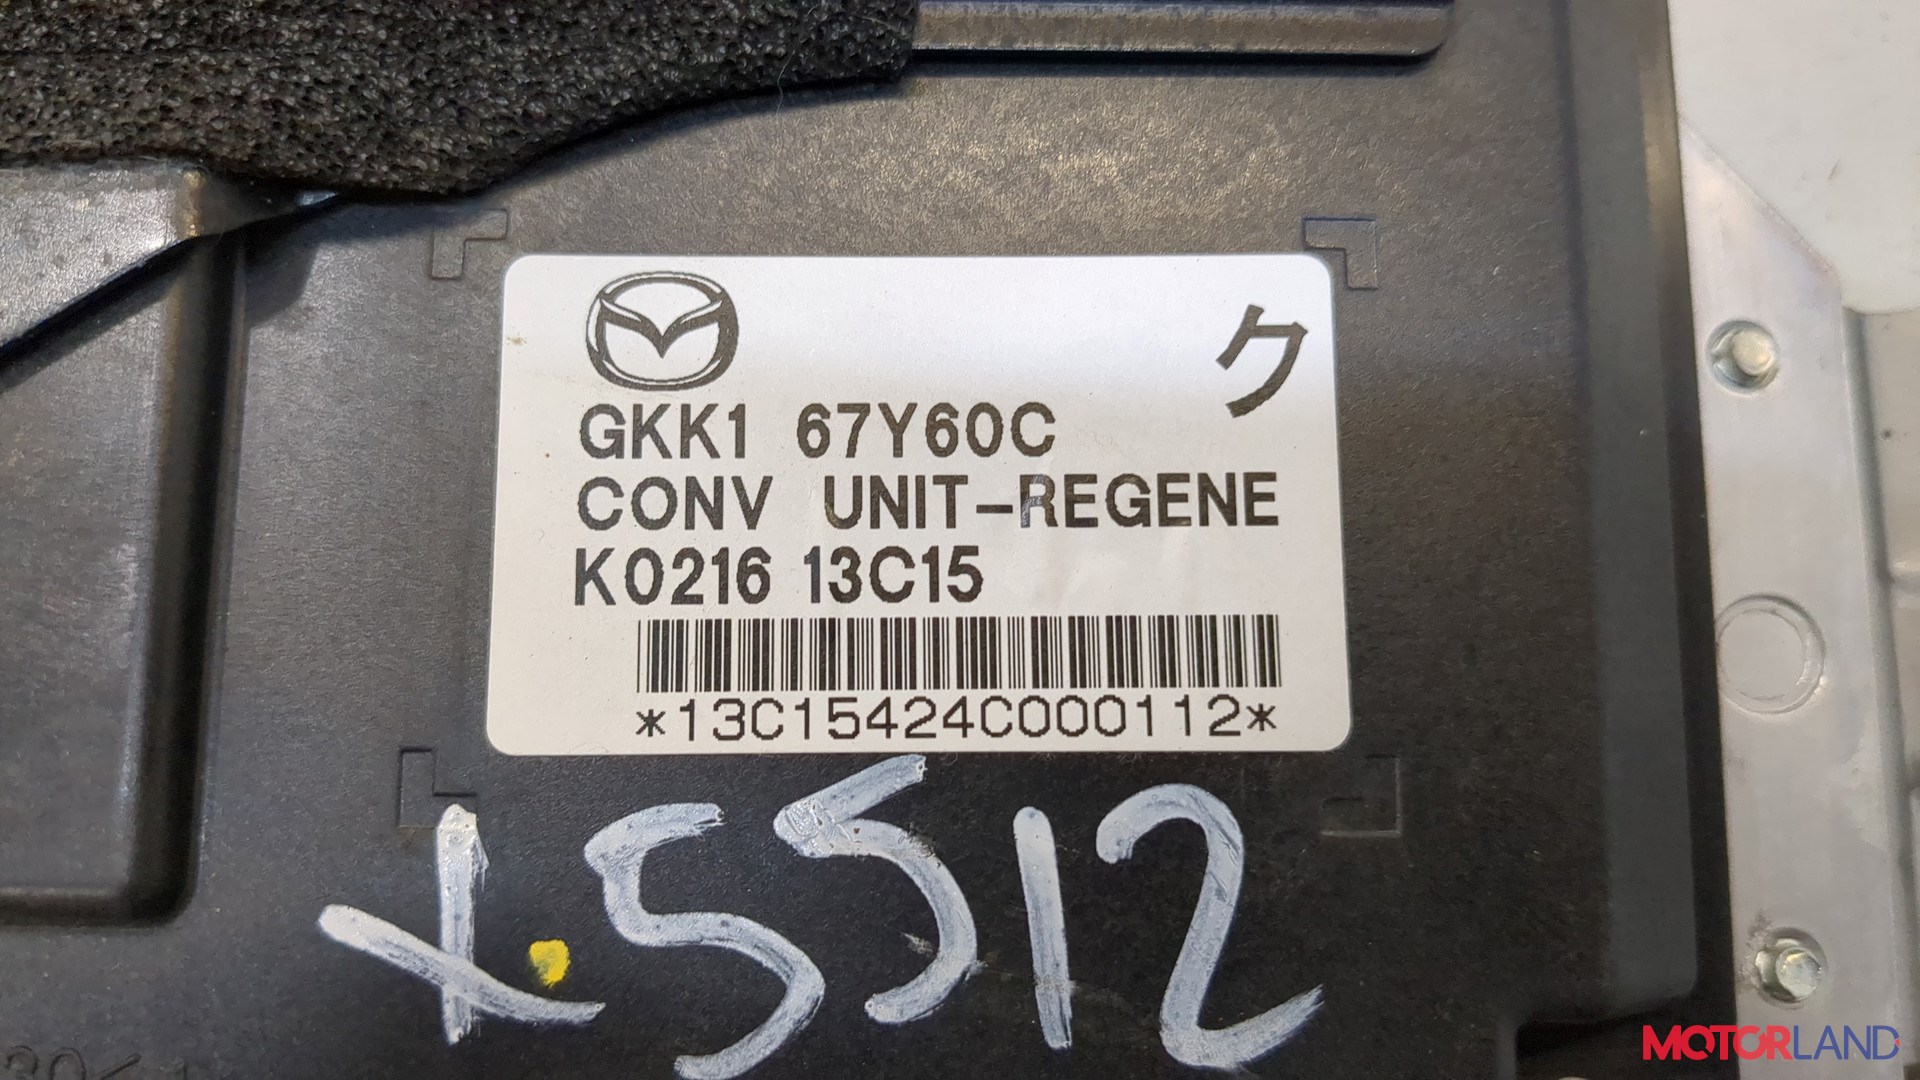 ク
GKK1 67Y60C
CONV UNIT-REGENE
K0216 13C15
*13C15424C000112*
x5512
MOTORLAND